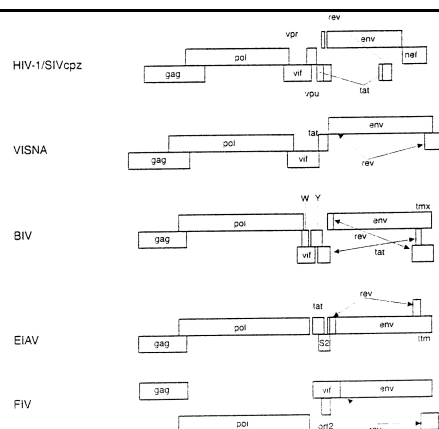 rev
vpr env
pol nef
HIV-1/SIVcpz
gag vif
vpu tat
env
tat
pol
VISNA
gag vif rev
W Y tmx
pol env
BIV rev
gag vif tat
rev
tat
pol env
EIAV
gag S2 ttm
gag vif env
FIV
pol orf2 rev